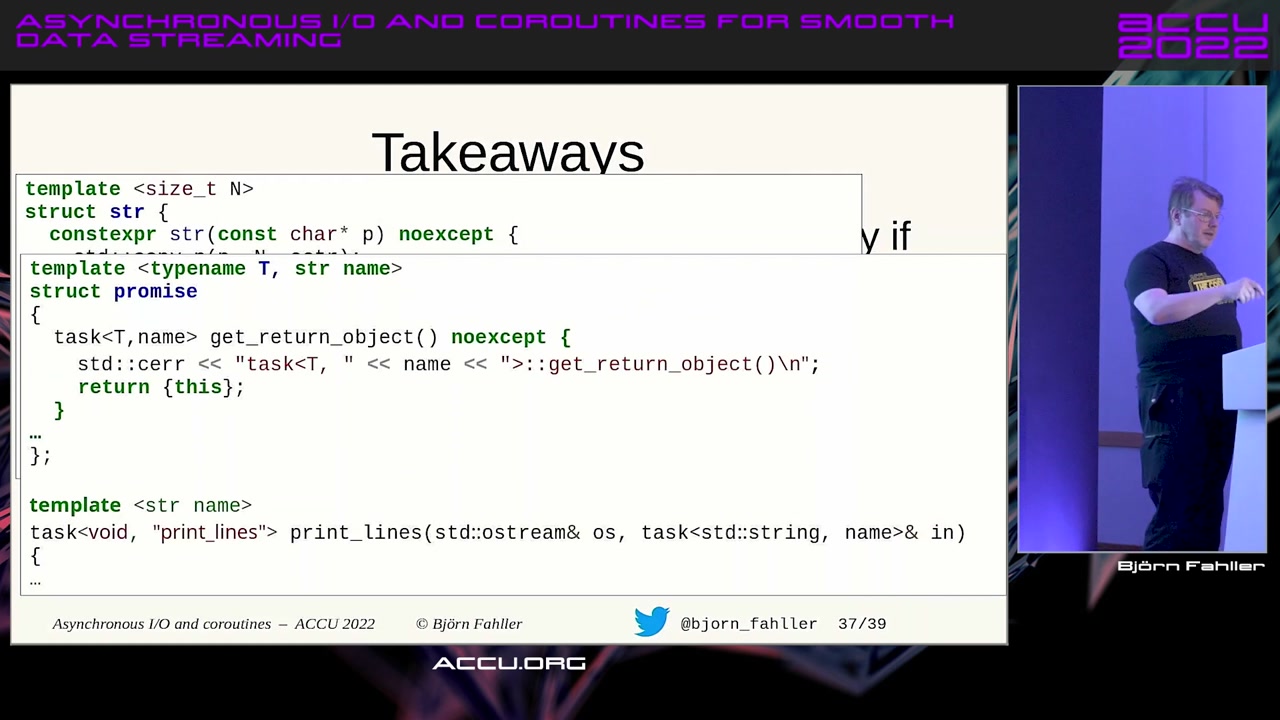 ASYNCHRONOUS I/O AND COROUTINES FOR SMOOTH
DATA STREAMING
ACCU
2022
Takeaways
template <size_t N>
struct str {
constexpr str(const char* p) noexcept {
y if
template <typename T, str name>
struct promise
{
task<T,name> get_return_object() noexcept {
std::cerr << "task<T, " << name << ">::get_return_object()\n";
return {this};
}
…
};
template <str name>
task<void, "print_lines"> print_lines(std::ostream& os, task<std::string, name>& in)
{
…
Asynchronous I/O and coroutines – ACCU 2022 © Björn Fahller @bjorn_fahller 37/39
Björn Fahller
ACCU.ORG